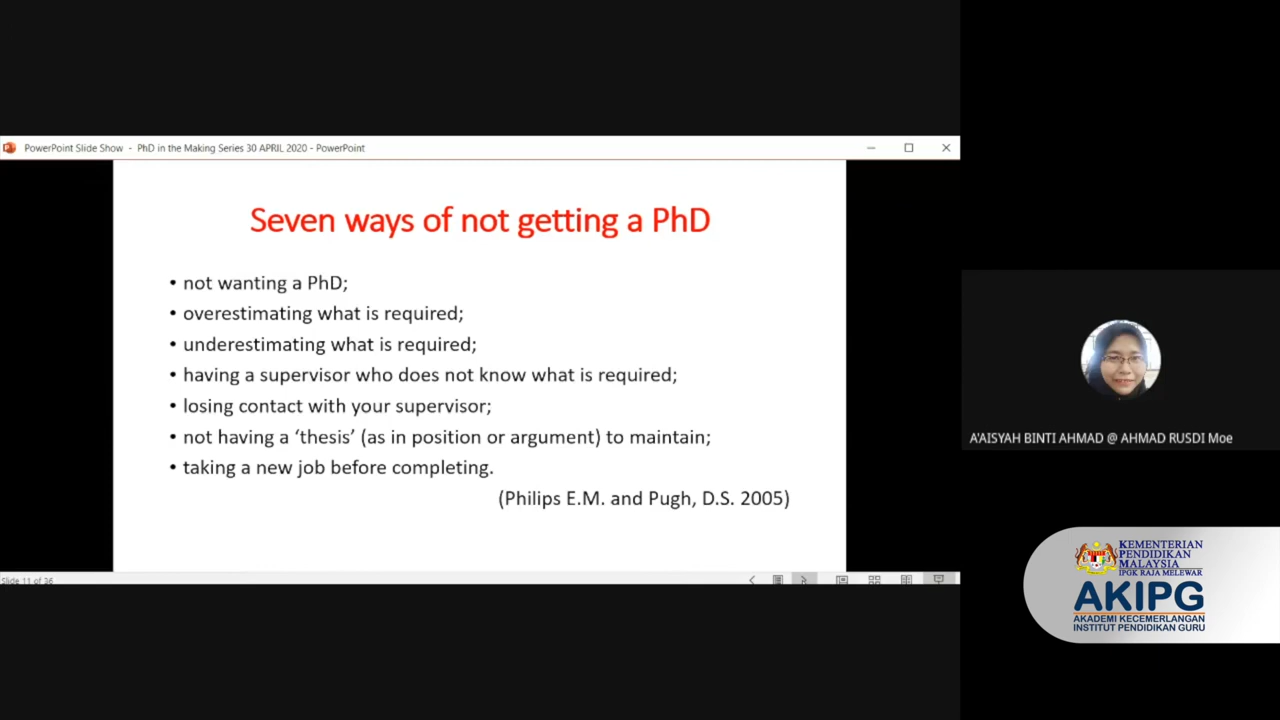 PowerPoint Slide Show - PhD in the Making Series 30 APRIL 2020 - PowerPoint
Seven ways of not getting a PhD
• not wanting a PhD;
• overestimating what is required;
• underestimating what is required;
• having a supervisor who does not know what is required;
• losing contact with your supervisor;
• not having a ‘thesis’ (as in position or argument) to maintain;
• taking a new job before completing.
(Philips E.M. and Pugh, D.S. 2005)
Slide 11 of 36
A'AISYAH BINTI AHMAD @ AHMAD RUSDI Moe
KEMENTERIAN
PENDIDIKAN
MALAYSIA
IPGK RAJA MELEWAR
AKIPG
AKADEMI KECEMERLANGAN
INSTITUT PENDIDIKAN GURU